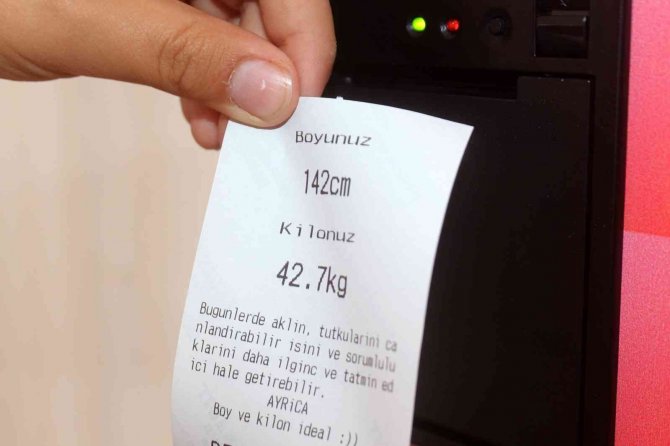 Boyunuz
142cm
Kilonuz
42.7kg
Bugunlerde aklin, tutkularini ca
nlandirabilir isini ve sorumlulu
klarini daha ilginc ve tatmin ed
ici hale getirebilir.
AYRiCA
Boy ve kilon ideal :))